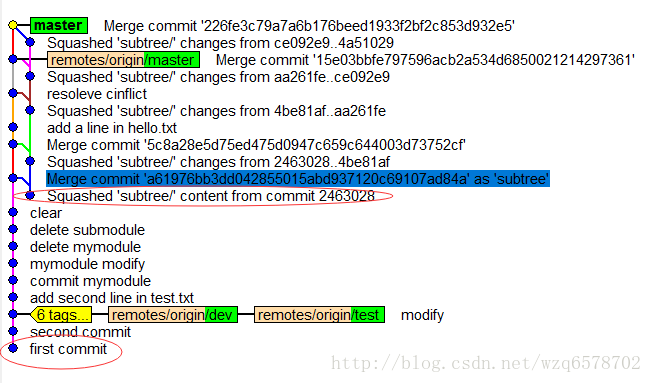 master Merge commit '226fe3c79a7a6b176beed1933f2bf2c853d932e5'
Squashed 'subtree/' changes from ce092e9..4a51029
remotes/origin/master Merge commit '15e03bbfe797596acb2a534d6850021214297361'
Squashed 'subtree/' changes from aa261fe..ce092e9
resoleve cinflict
Squashed 'subtree/' changes from 4be81af..aa261fe
add a line in hello.txt
Merge commit '5c8a28e5d75ed475d0947c659c644003d73752cf'
Squashed 'subtree/' changes from 2463028..4be81af
Merge commit 'a61976bb3dd042855015abd937120c69107ad84a' as 'subtree'
Squashed 'subtree/' content from commit 2463028
clear
delete submodule
delete mymodule
mymodule modify
commit mymodule
add second line in test.txt
6 tags... remotes/origin/dev remotes/origin/test modify
second commit
first commit
http://blog.csdn.net/wzq6578702